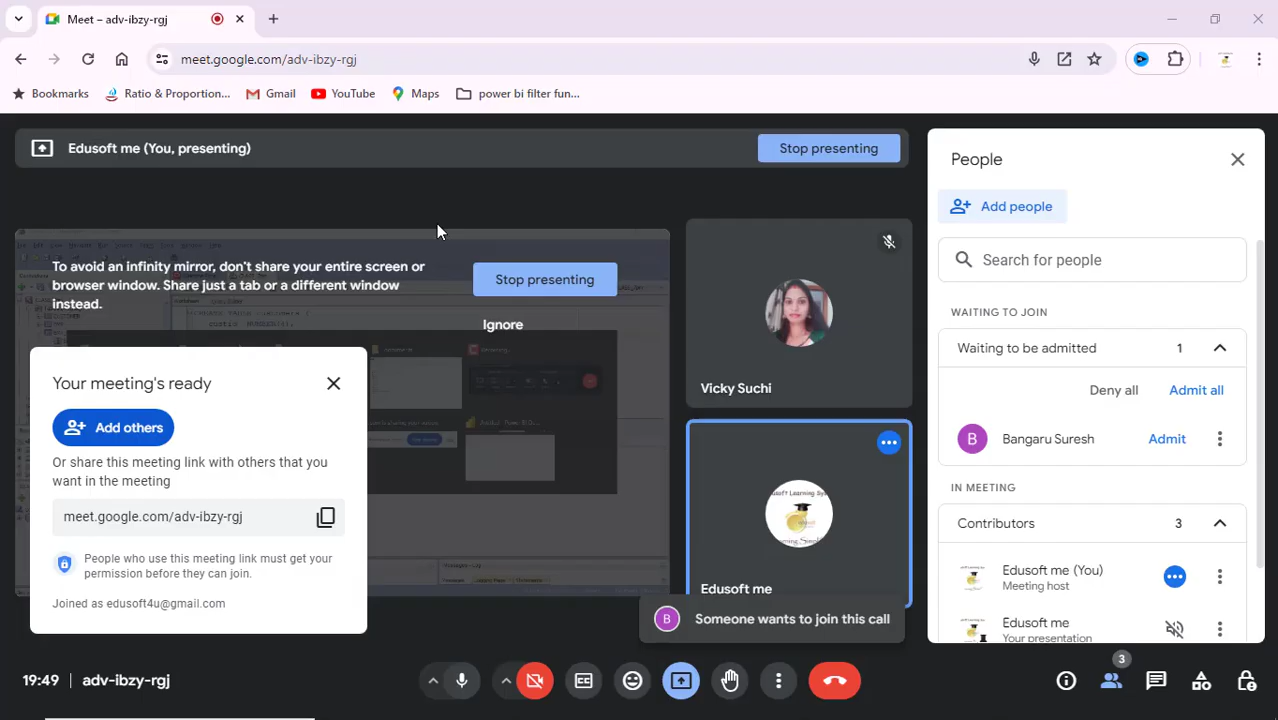 Meet – adv-ibzy-rgj
meet.google.com/adv-ibzy-rgj
Bookmarks
Ratio & Proportion...
Gmail
YouTube
Maps
power bi filter fun...
Edusoft me (You, presenting)
Stop presenting
To avoid an infinity mirror, don't share your entire screen or
browser window. Share just a tab or a different window
instead.
Stop presenting
Ignore
Your meeting's ready
Add others
Or share this meeting link with others that you
want in the meeting
meet.google.com/adv-ibzy-rgj
People who use this meeting link must get your
permission before they can join.
Joined as edusoft4u@gmail.com
Vicky Suchi
Edusoft me
B
Someone wants to join this call
People
Add people
Search for people
WAITING TO JOIN
Waiting to be admitted 1
Deny all Admit all
B Bangaru Suresh Admit
IN MEETING
Contributors 3
Edusoft me (You)
Meeting host
Edusoft me
Your presentation
19:49 | adv-ibzy-rgj
3